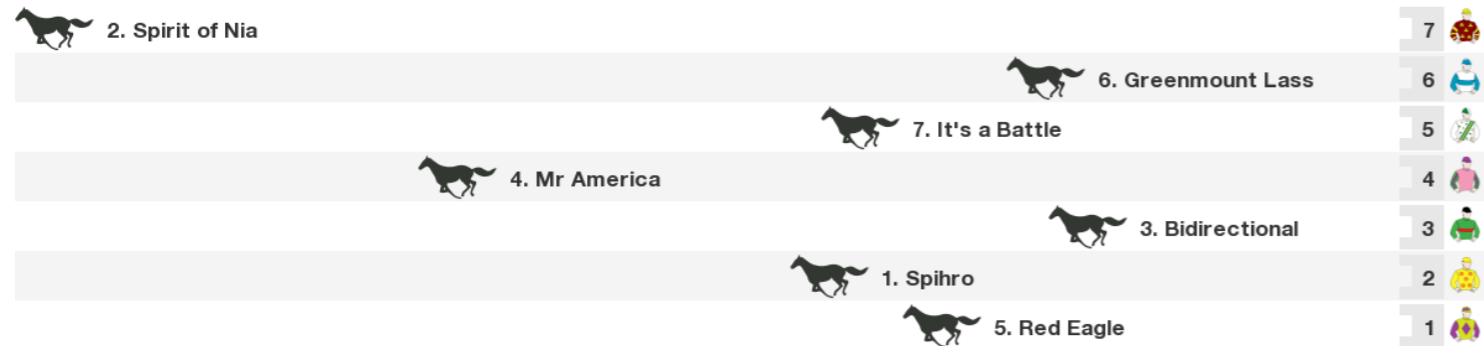 2. Spirit of Nia 7
6. Greenmount Lass 6
7. It's a Battle 5
4. Mr America 4
3. Bidirectional 3
1. Spihro 2
5. Red Eagle 1